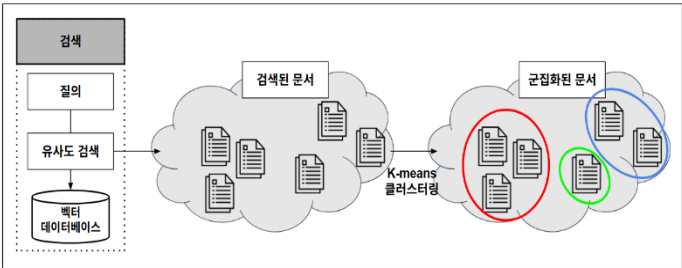 검색
질의
유사도 검색
벡터
데이터베이스
검색된 문서
K-means
클러스터링
군집화된 문서